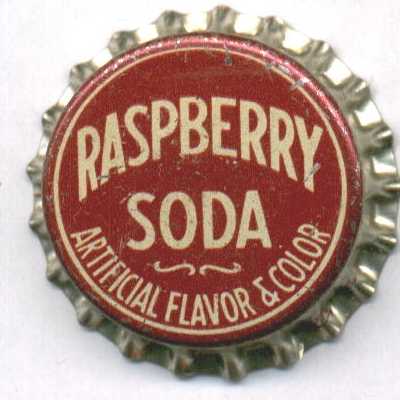 RASPBERRY
SODA
ARTIFICIAL FLAVOR & COLOR